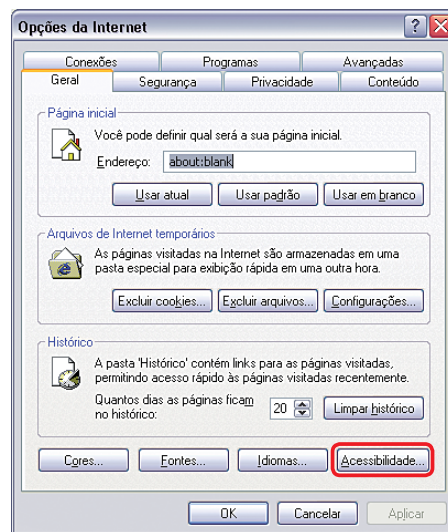 Opções da Internet
Conexões Programas Avançadas
Geral Segurança Privacidade Conteúdo
Página inicial
Você pode definir qual será a sua página inicial.
Endereço: about:blank
Usar atual Usar padrão Usar em branco
Arquivos de Internet temporários
As páginas visitadas na Internet são armazenadas em uma
pasta especial para exibição rápida em uma outra hora.
Excluir cookies... Excluir arquivos... Configurações...
Histórico
A pasta 'Histórico' contém links para as páginas visitadas,
permitindo acesso rápido às páginas visitadas recentemente.
Quantos dias as páginas ficam
no histórico: 20 Limpar histórico
Cores... Fontes... Idiomas... Acessibilidade...
OK Cancelar Aplicar